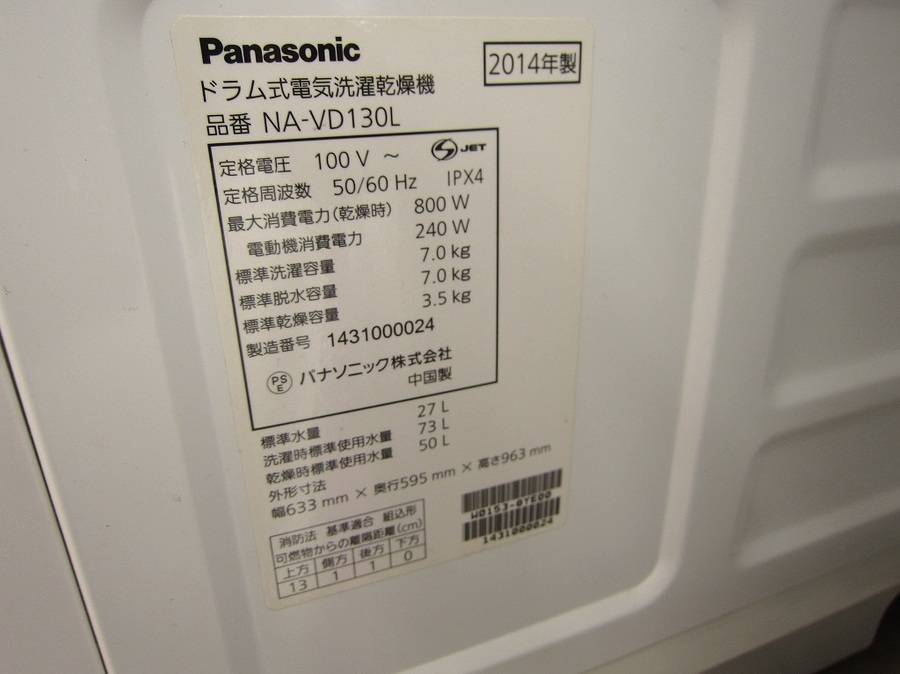 Panasonic
2014年製
ドラム式電気洗濯乾燥機
品番 NA-VD130L
定格電圧 100 V ～ JET
定格周波数 50/60 Hz IPX4
最大消費電力(乾燥時) 800 W
電動機消費電力 240 W
標準洗濯容量 7.0 kg
標準脱水容量 7.0 kg
標準乾燥容量 3.5 kg
製造番号 1431000024
PSE パナソニック株式会社
中国製
標準水量 27 L
洗濯時標準使用水量 73 L
乾燥時標準使用水量 50 L
外形寸法
幅633 mm × 奥行595 mm × 高さ963 mm
消防法 基準適合 組込形
可燃物からの離隔距離(cm)
上方 側方 後方 下方
13 1 1 0
W0153-0YE00
1431000024